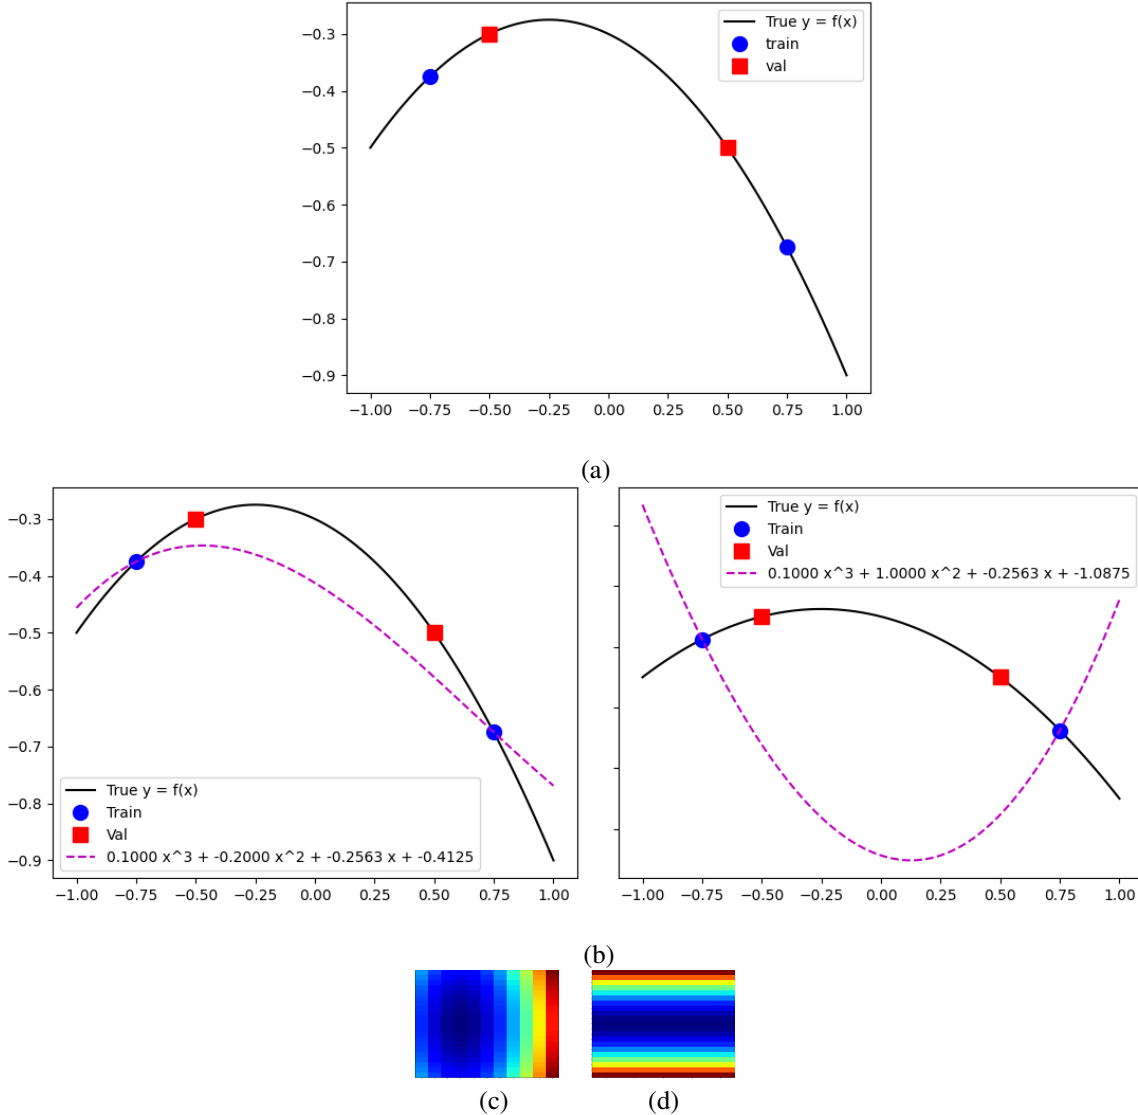 True y = f(x)
train
val
−0.3
−0.4
−0.5
−0.6
−0.7
−0.8
−0.9
−1.00 −0.75 −0.50 −0.25 0.00 0.25 0.50 0.75 1.00
(a)
−0.3
−0.4
−0.5
−0.6
−0.7
−0.8
−0.9
True y = f(x)
Train
Val
0.1000 x^3 + -0.2000 x^2 + -0.2563 x + -0.4125
−1.00 −0.75 −0.50 −0.25 0.00 0.25 0.50 0.75 1.00
True y = f(x)
Train
Val
0.1000 x^3 + 1.0000 x^2 + -0.2563 x + -1.0875
−1.00 −0.75 −0.50 −0.25 0.00 0.25 0.50 0.75 1.00
(b)
(c) (d)